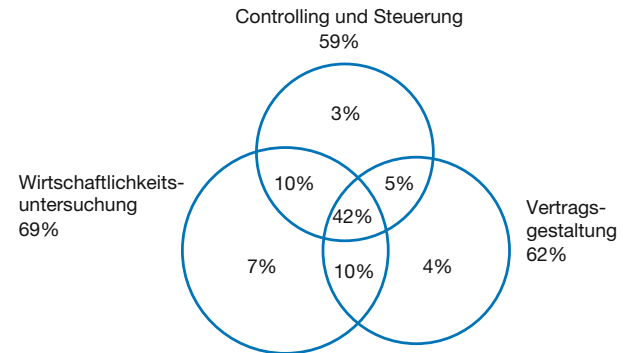 Controlling und Steuerung
59%
3%
10%
5%
Wirtschaftlichkeits-
untersuchung
69%
42%
Vertrags-
gestaltung
62%
7%
10%
4%